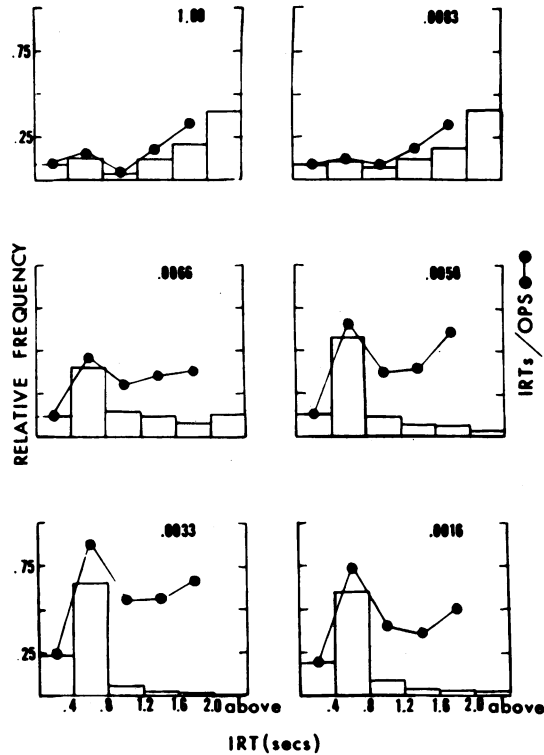 1.00
.0083
.75
.25
.0066
.0050
RELATIVE FREQUENCY
IRTs/OPS
.0033
.0016
.75
.25
.4 .8 1.2 1.6 2.0 above
.4 .8 1.2 1.6 2.0 above
IRT(secs)